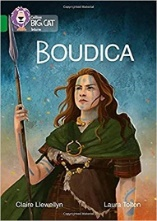 Collins
BIG CAT
BOUDICA
Claire Llewellyn
Laura Tolton